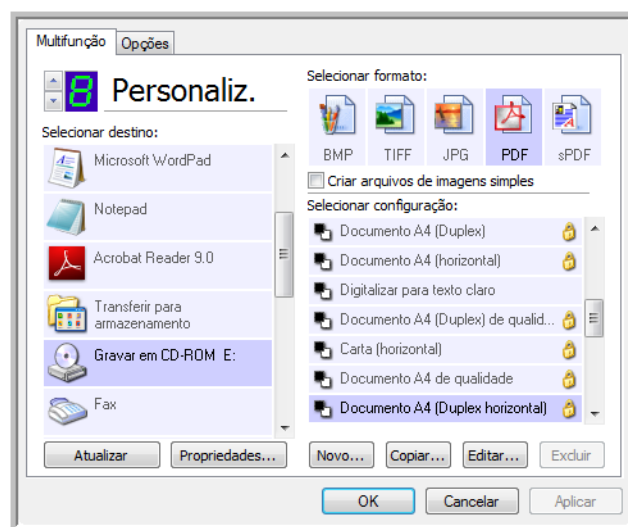 Multifunção
Opções
8
Personaliz.
Selecionar destino:
Microsoft WordPad
Notepad
Acrobat Reader 9.0
Transferir para
armazenamento
Gravar em CD-ROM E:
Fax
Atualizar
Propriedades...
Selecionar formato:
BMP TIFF JPG PDF sPDF
Criar arquivos de imagens simples
Selecionar configuração:
Documento A4 (Duplex)
Documento A4 (horizontal)
Digitalizar para texto claro
Documento A4 (Duplex) de qualid...
Carta (horizontal)
Documento A4 de qualidade
Documento A4 (Duplex horizontal)
Novo... Copiar... Editar... Excluir
OK Cancelar Aplicar